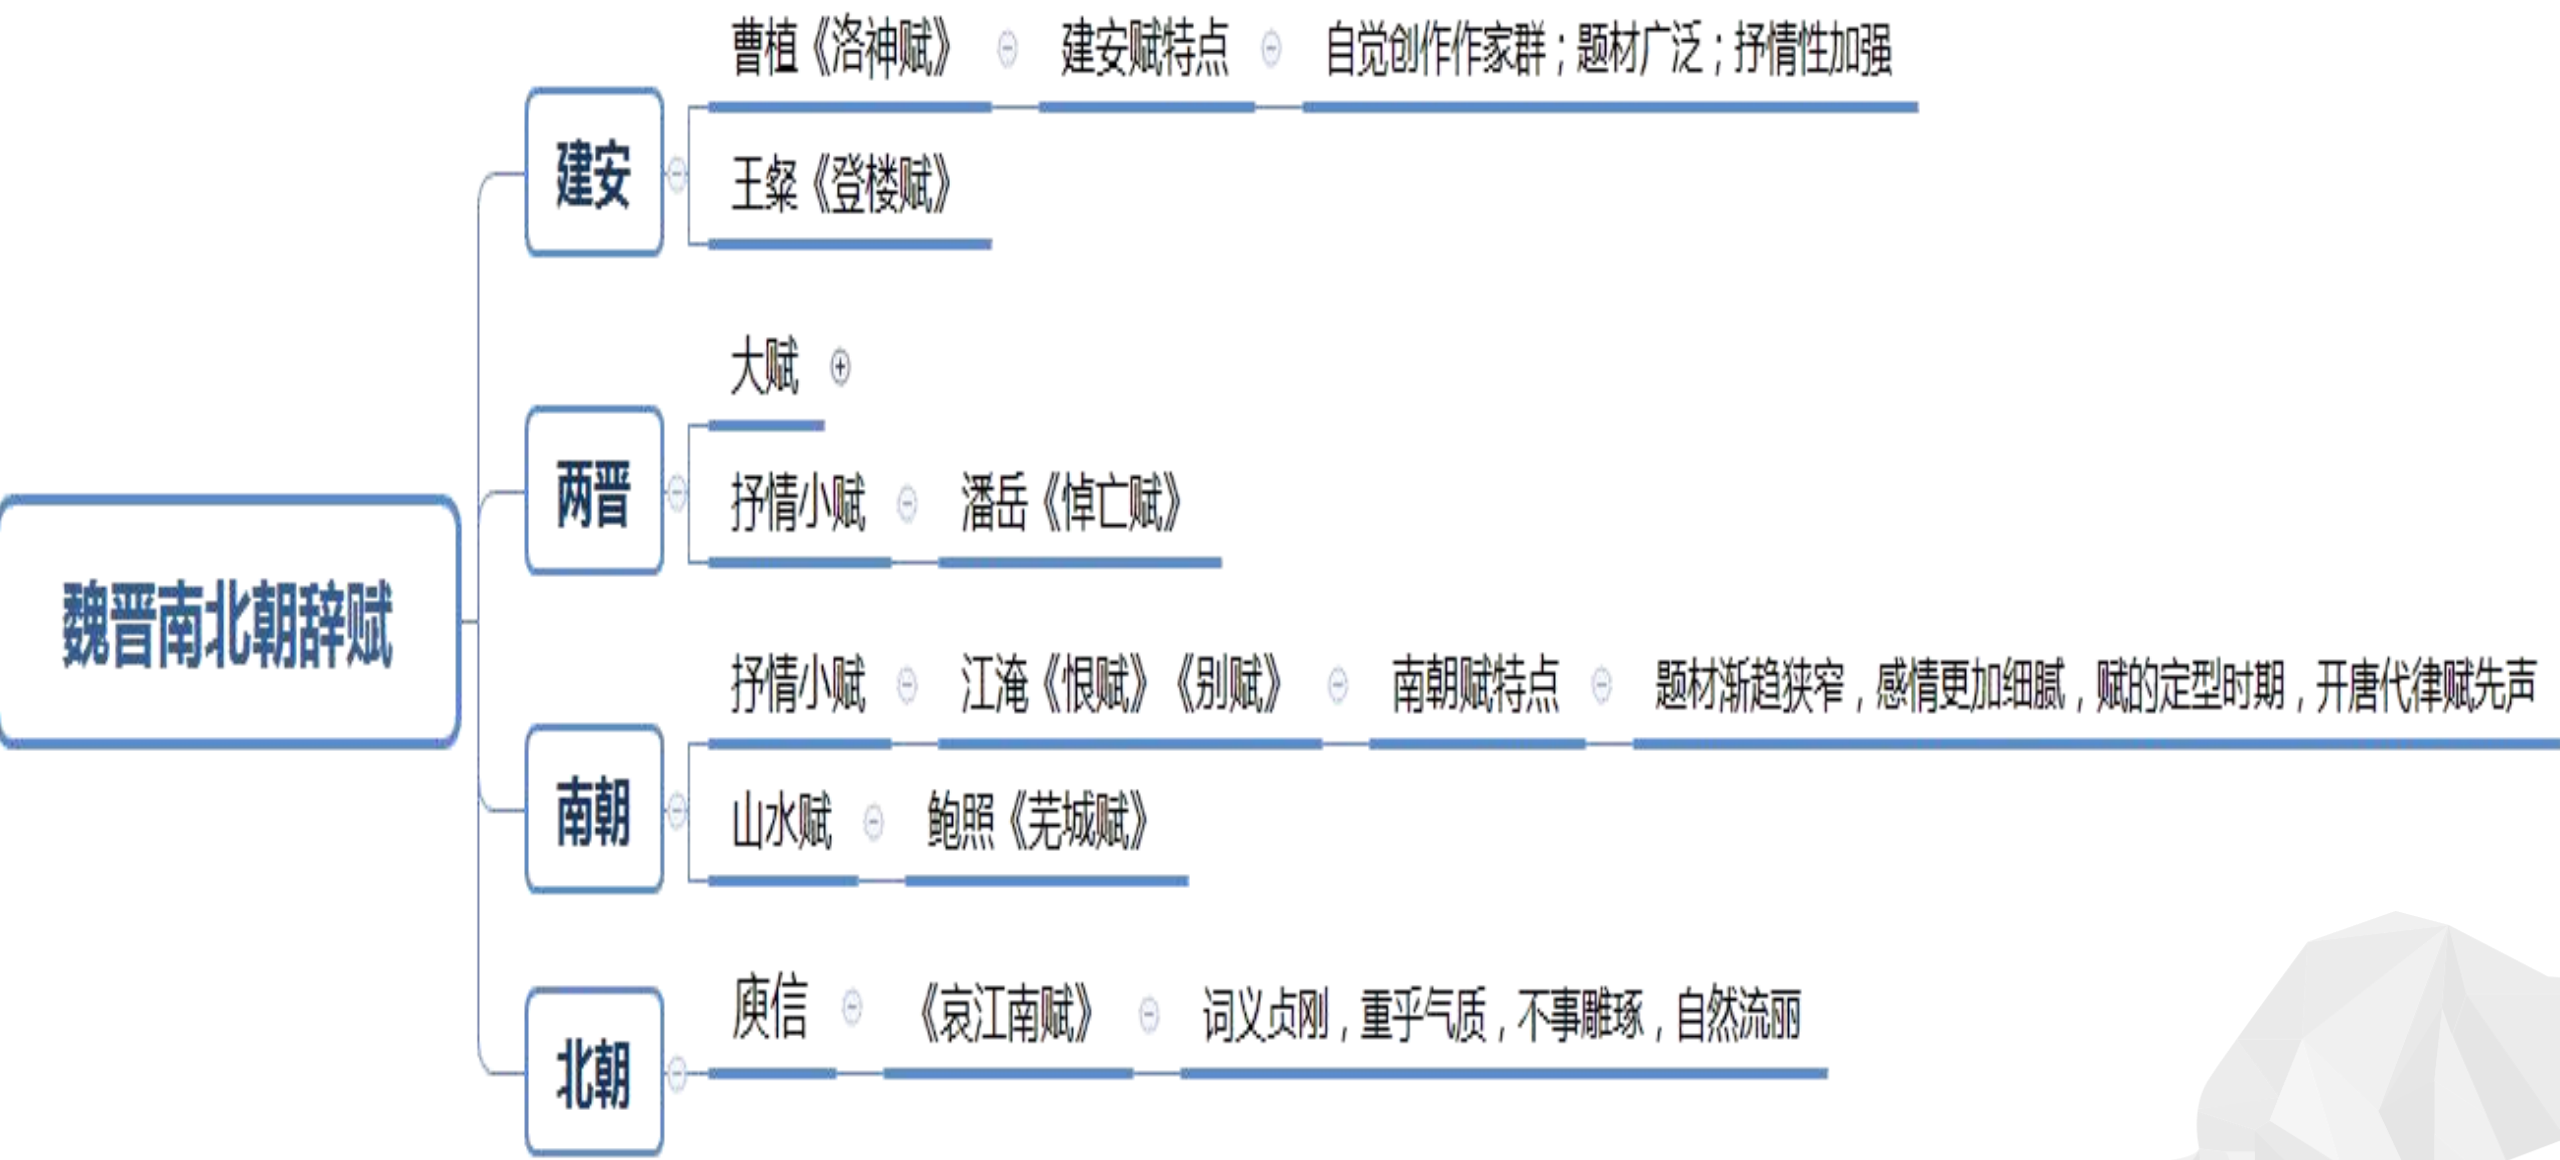 曹植《洛神赋》 建安赋特点 自觉创作作家群；题材广泛；抒情性加强
建安
王粲《登楼赋》
大赋
两晋
抒情小赋 潘岳《悼亡赋》
魏晋南北朝辞赋
抒情小赋 江淹《恨赋》《别赋》 南朝赋特点 题材渐趋狭窄，感情更加细腻，赋的定型时期，开唐代律赋先声
南朝
山水赋 鲍照《芜城赋》
庾信 《哀江南赋》 词义贞刚，重乎气质，不事雕琢，自然流丽
北朝